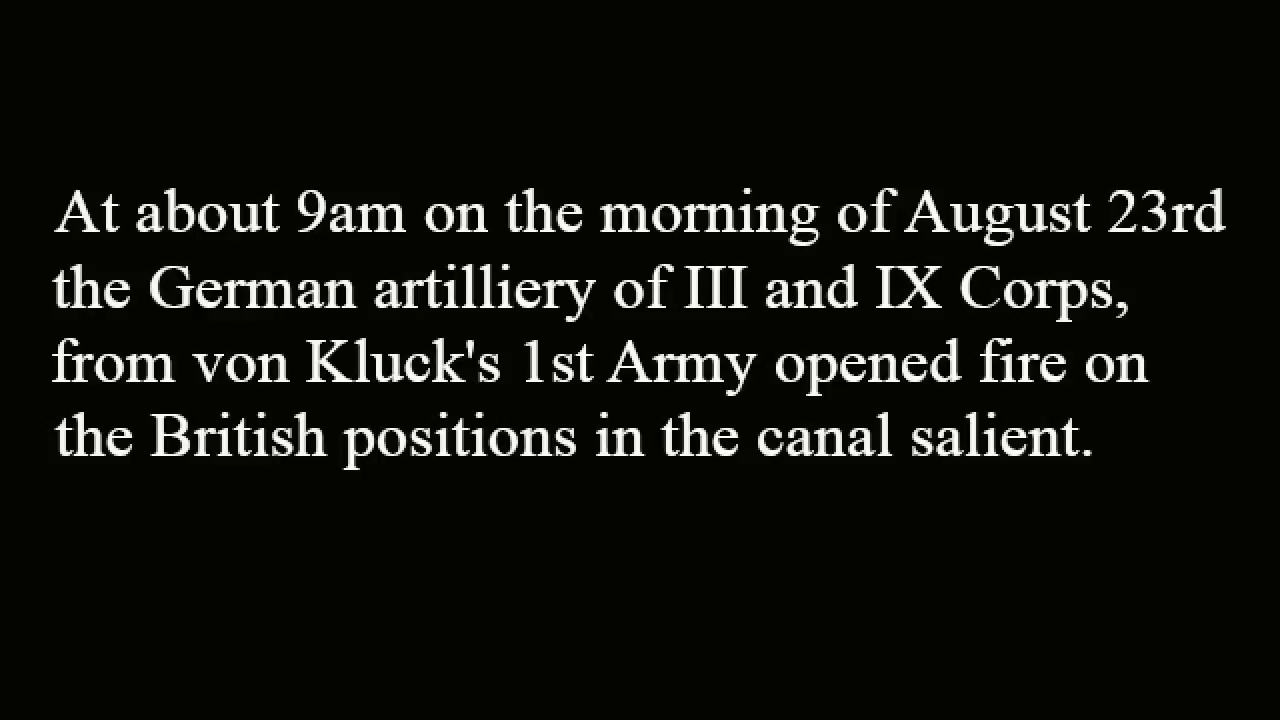 At about 9am on the morning of August 23rd
the German artilliery of III and IX Corps,
from von Kluck's 1st Army opened fire on
the British positions in the canal salient.